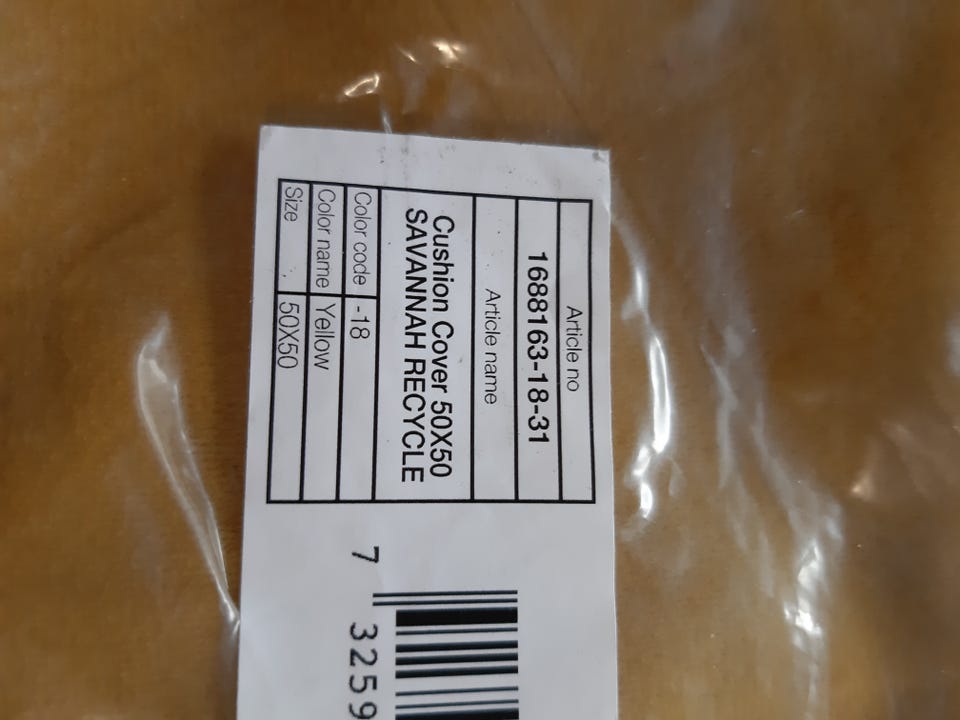 Article no
1688163-18-31
Article name
Cushion Cover 50X50
SAVANNAH RECYCLE
Color code -18
Color name Yellow
Size 50X50
7 3259